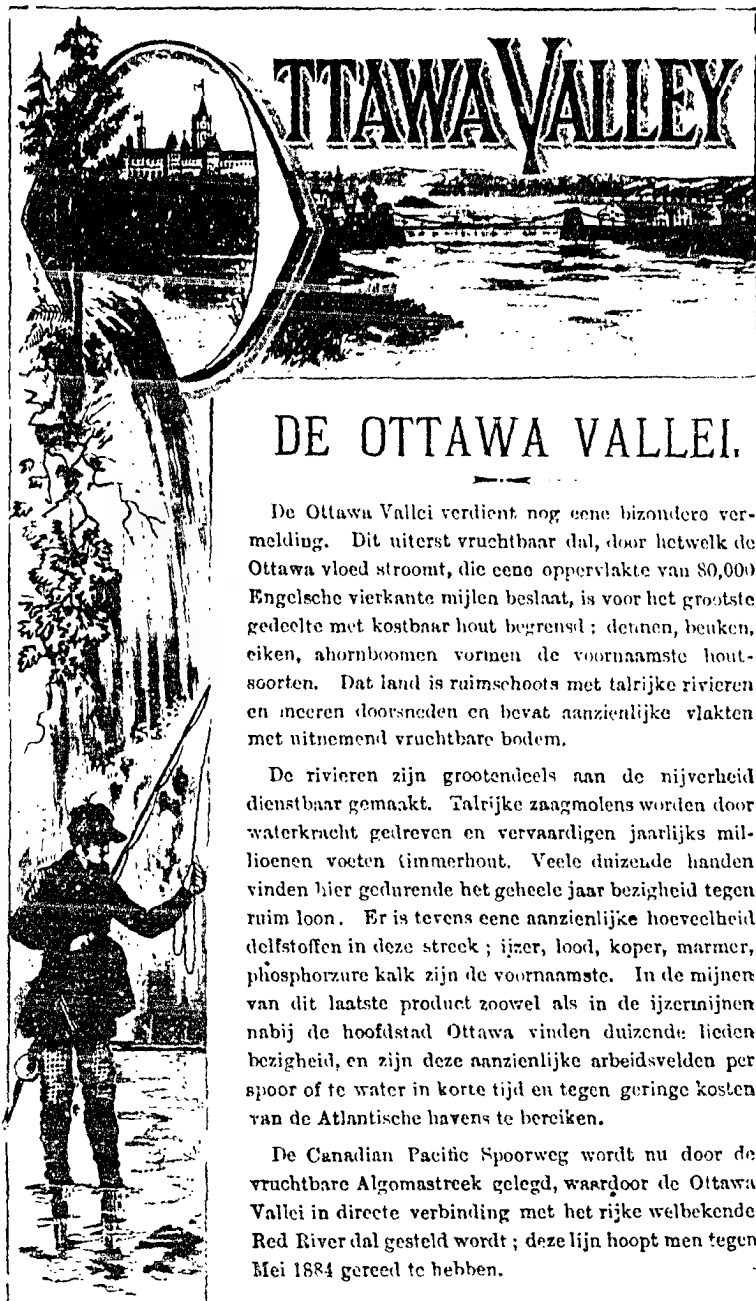 OTTAWA VALLEY
DE OTTAWA VALLEI.
De Ottawa Vallei verdient nog eene bizondere ver-
melding. Dit uiterst vruchtbaar dal, door hetwelk de
Ottawa vloed stroomt, die eene oppervlakte van 80,000
Engelsche vierkante mijlen beslaat, is voor het grootste
gedeelte met kostbaar hout begrensd; dennen, beuken,
eiken, ahornboomen vormen de voornaamste hout-
soorten. Dat land is ruimschoots met talrijke rivieren
en meeren doorsneden en bevat aanzienlijke vlakten
met uitnemend vruchtbare bodem.
De rivieren zijn grootendeels aan de nijverheid
dienstbaar gemaakt. Talrijke zaagmolens worden door
waterkracht gedreven en vervaardigen jaarlijks mil-
lioenen voeten timmerhout. Veele duizende handen
vinden hier gedurende het geheele jaar bezigheid tegen
ruim loon. Er is tevens eene aanzienlijke hoeveelheid
delfstoffen in deze streek; ijzer, lood, koper, marmer,
phosphorzure kalk zijn de voornaamste. In de mijnen
van dit laatste product zoowel als in de ijzermijnen
nabij de hoofdstad Ottawa vinden duizende lieden
bezigheid, en zijn deze aanzienlijke arbeidsvelden per
spoor of te water in korte tijd en tegen geringe kosten
van de Atlantische havens te bereiken.
De Canadian Pacific Spoorweg wordt nu door de
vruchtbare Algomastreek gelegd, waardoor de Ottawa
Vallei in directe verbinding met het rijke welbekende
Red River dal gesteld wordt; deze lijn hoopt men tegen
Mei 1884 gereed te hebben.